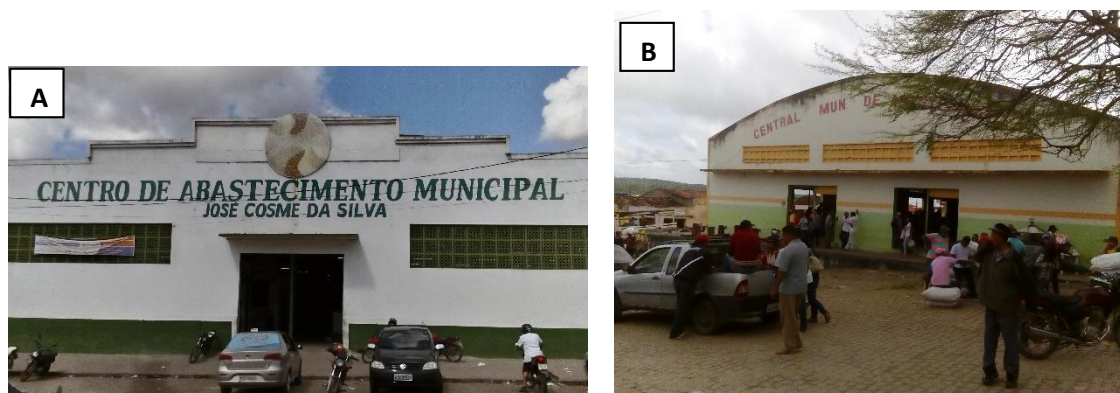 A
CENTRO DE ABASTECIMENTO MUNICIPAL
JOSÉ COSME DA SILVA
B
CENTRAL MUN DE